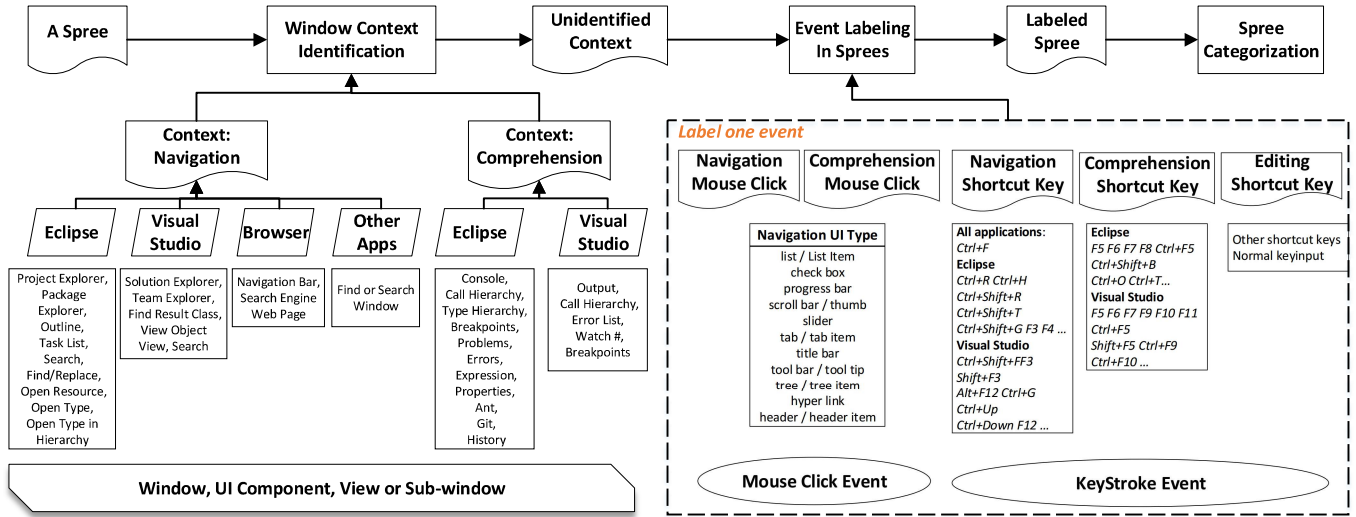 A Spree
Window Context
Identification
Unidentified
Context
Event Labeling
In Sprees
Labeled
Spree
Spree
Categorization
Context:
Navigation
Context:
Comprehension
Eclipse
Visual
Studio
Browser
Other
Apps
Eclipse
Visual
Studio
Project Explorer,
Package
Explorer,
Outline,
Task List,
Search,
Find/Replace,
Open Resource,
Open Type,
Open Type in
Hierarchy
Solution Explorer,
Team Explorer,
Find Result Class,
View Object
View, Search
Navigation Bar,
Search Engine
Web Page
Find or Search
Window
Console,
Call Hierarchy,
Type Hierarchy,
Breakpoints,
Problems,
Errors,
Expression,
Properties,
Ant,
Git,
History
Output,
Call Hierarchy,
Error List,
Watch #,
Breakpoints
Window, UI Component, View or Sub-window
Label one event
Navigation
Mouse Click
Comprehension
Mouse Click
Navigation
Shortcut Key
Comprehension
Shortcut Key
Editing
Shortcut Key
Navigation UI Type
list / List Item
check box
progress bar
scroll bar / thumb
slider
tab / tab item
title bar
tool bar / tool tip
tree / tree item
hyper link
header / header item
All applications:
Ctrl+F
Eclipse
Ctrl+R Ctrl+H
Ctrl+Shift+R
Ctrl+Shift+T
Ctrl+Shift+G F3 F4 ...
Visual Studio
Ctrl+Shift+FF3
Shift+F3
Alt+F12 Ctrl+G
Ctrl+Up
Ctrl+Down F12 ...
Eclipse
F5 F6 F7 F8 Ctrl+F5
Ctrl+Shift+B
Ctrl+O Ctrl+T...
Visual Studio
F5 F6 F7 F9 F10 F11
Ctrl+F5
Shift+F5 Ctrl+F9
Ctrl+F10 ...
Other shortcut keys
Normal keyinput
Mouse Click Event
KeyStroke Event